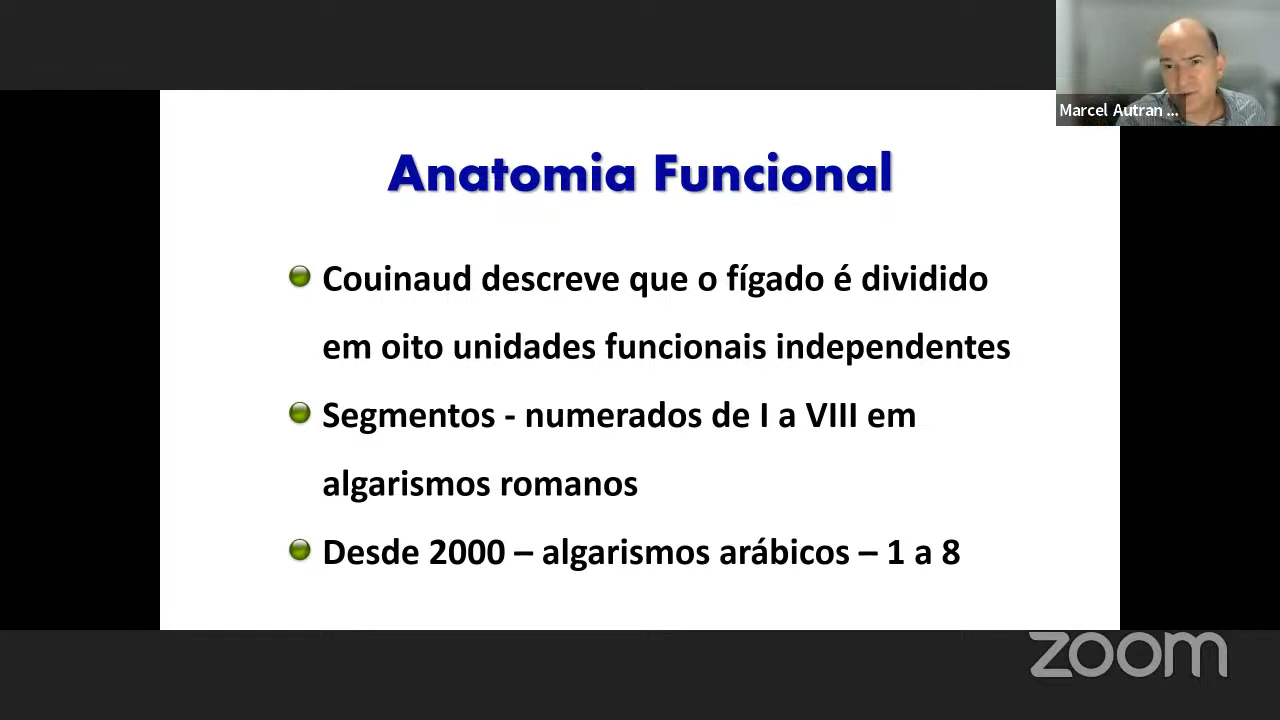 Marcel Autran ...
Anatomia Funcional
Couinaud descreve que o fígado é dividido
em oito unidades funcionais independentes
Segmentos - numerados de I a VIII em
algarismos romanos
Desde 2000 – algarismos arábicos – 1 a 8
zoom